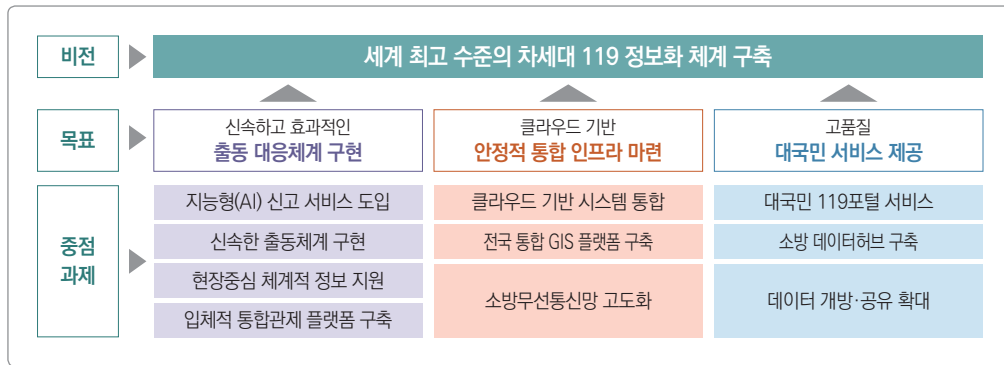 비전
세계 최고 수준의 차세대 119 정보화 체계 구축
목표
신속하고 효과적인
출동 대응체계 구현
클라우드 기반
안정적 통합 인프라 마련
고품질
대국민 서비스 제공
중점
과제
지능형(AI) 신고 서비스 도입
신속한 출동체계 구현
현장중심 체계적 정보 지원
입체적 통합관제 플랫폼 구축
클라우드 기반 시스템 통합
전국 통합 GIS 플랫폼 구축
소방무선통신망 고도화
대국민 119포털 서비스
소방 데이터허브 구축
데이터 개방·공유 확대